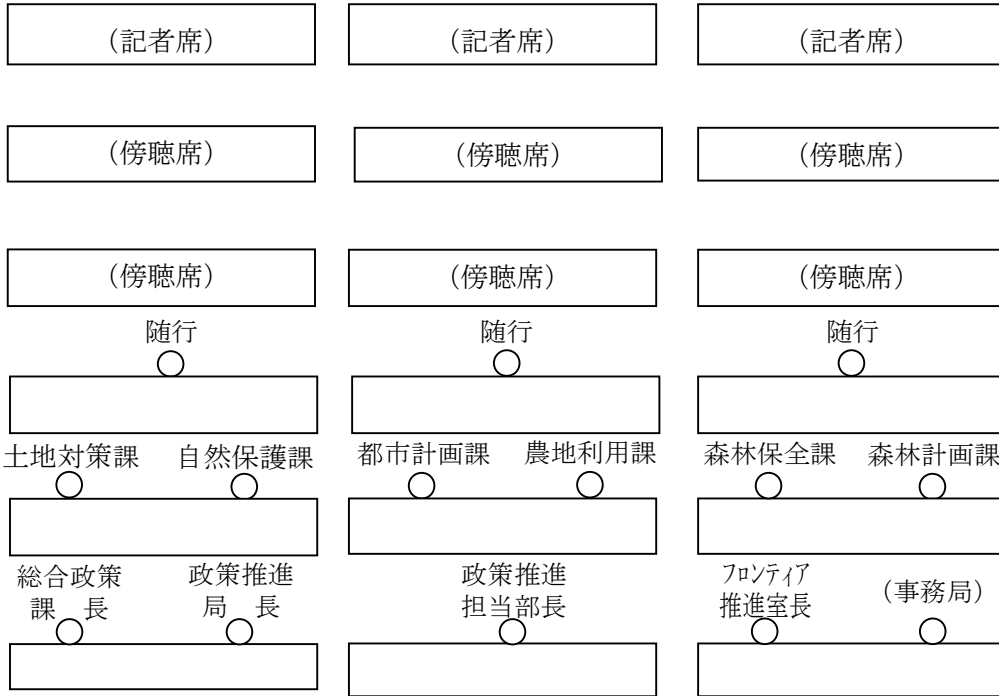 （記者席） （記者席） （記者席）
（傍聴席） （傍聴席） （傍聴席）
（傍聴席） （傍聴席） （傍聴席）
随行 随行 随行
土地対策課 自然保護課 都市計画課 農地利用課 森林保全課 森林計画課
総合政策 政策推進 政策推進 フロンティア （事務局）
課　長 局　長 担当部長 推進室長